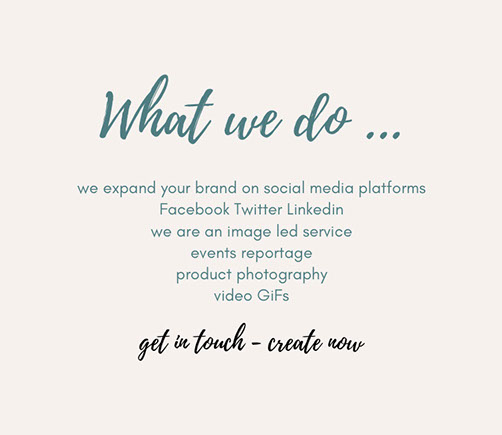 What we do ...
we expand your brand on social media platforms
Facebook Twitter Linkedin
we are an image led service
events reportage
product photography
video GiFs
get in touch - create now